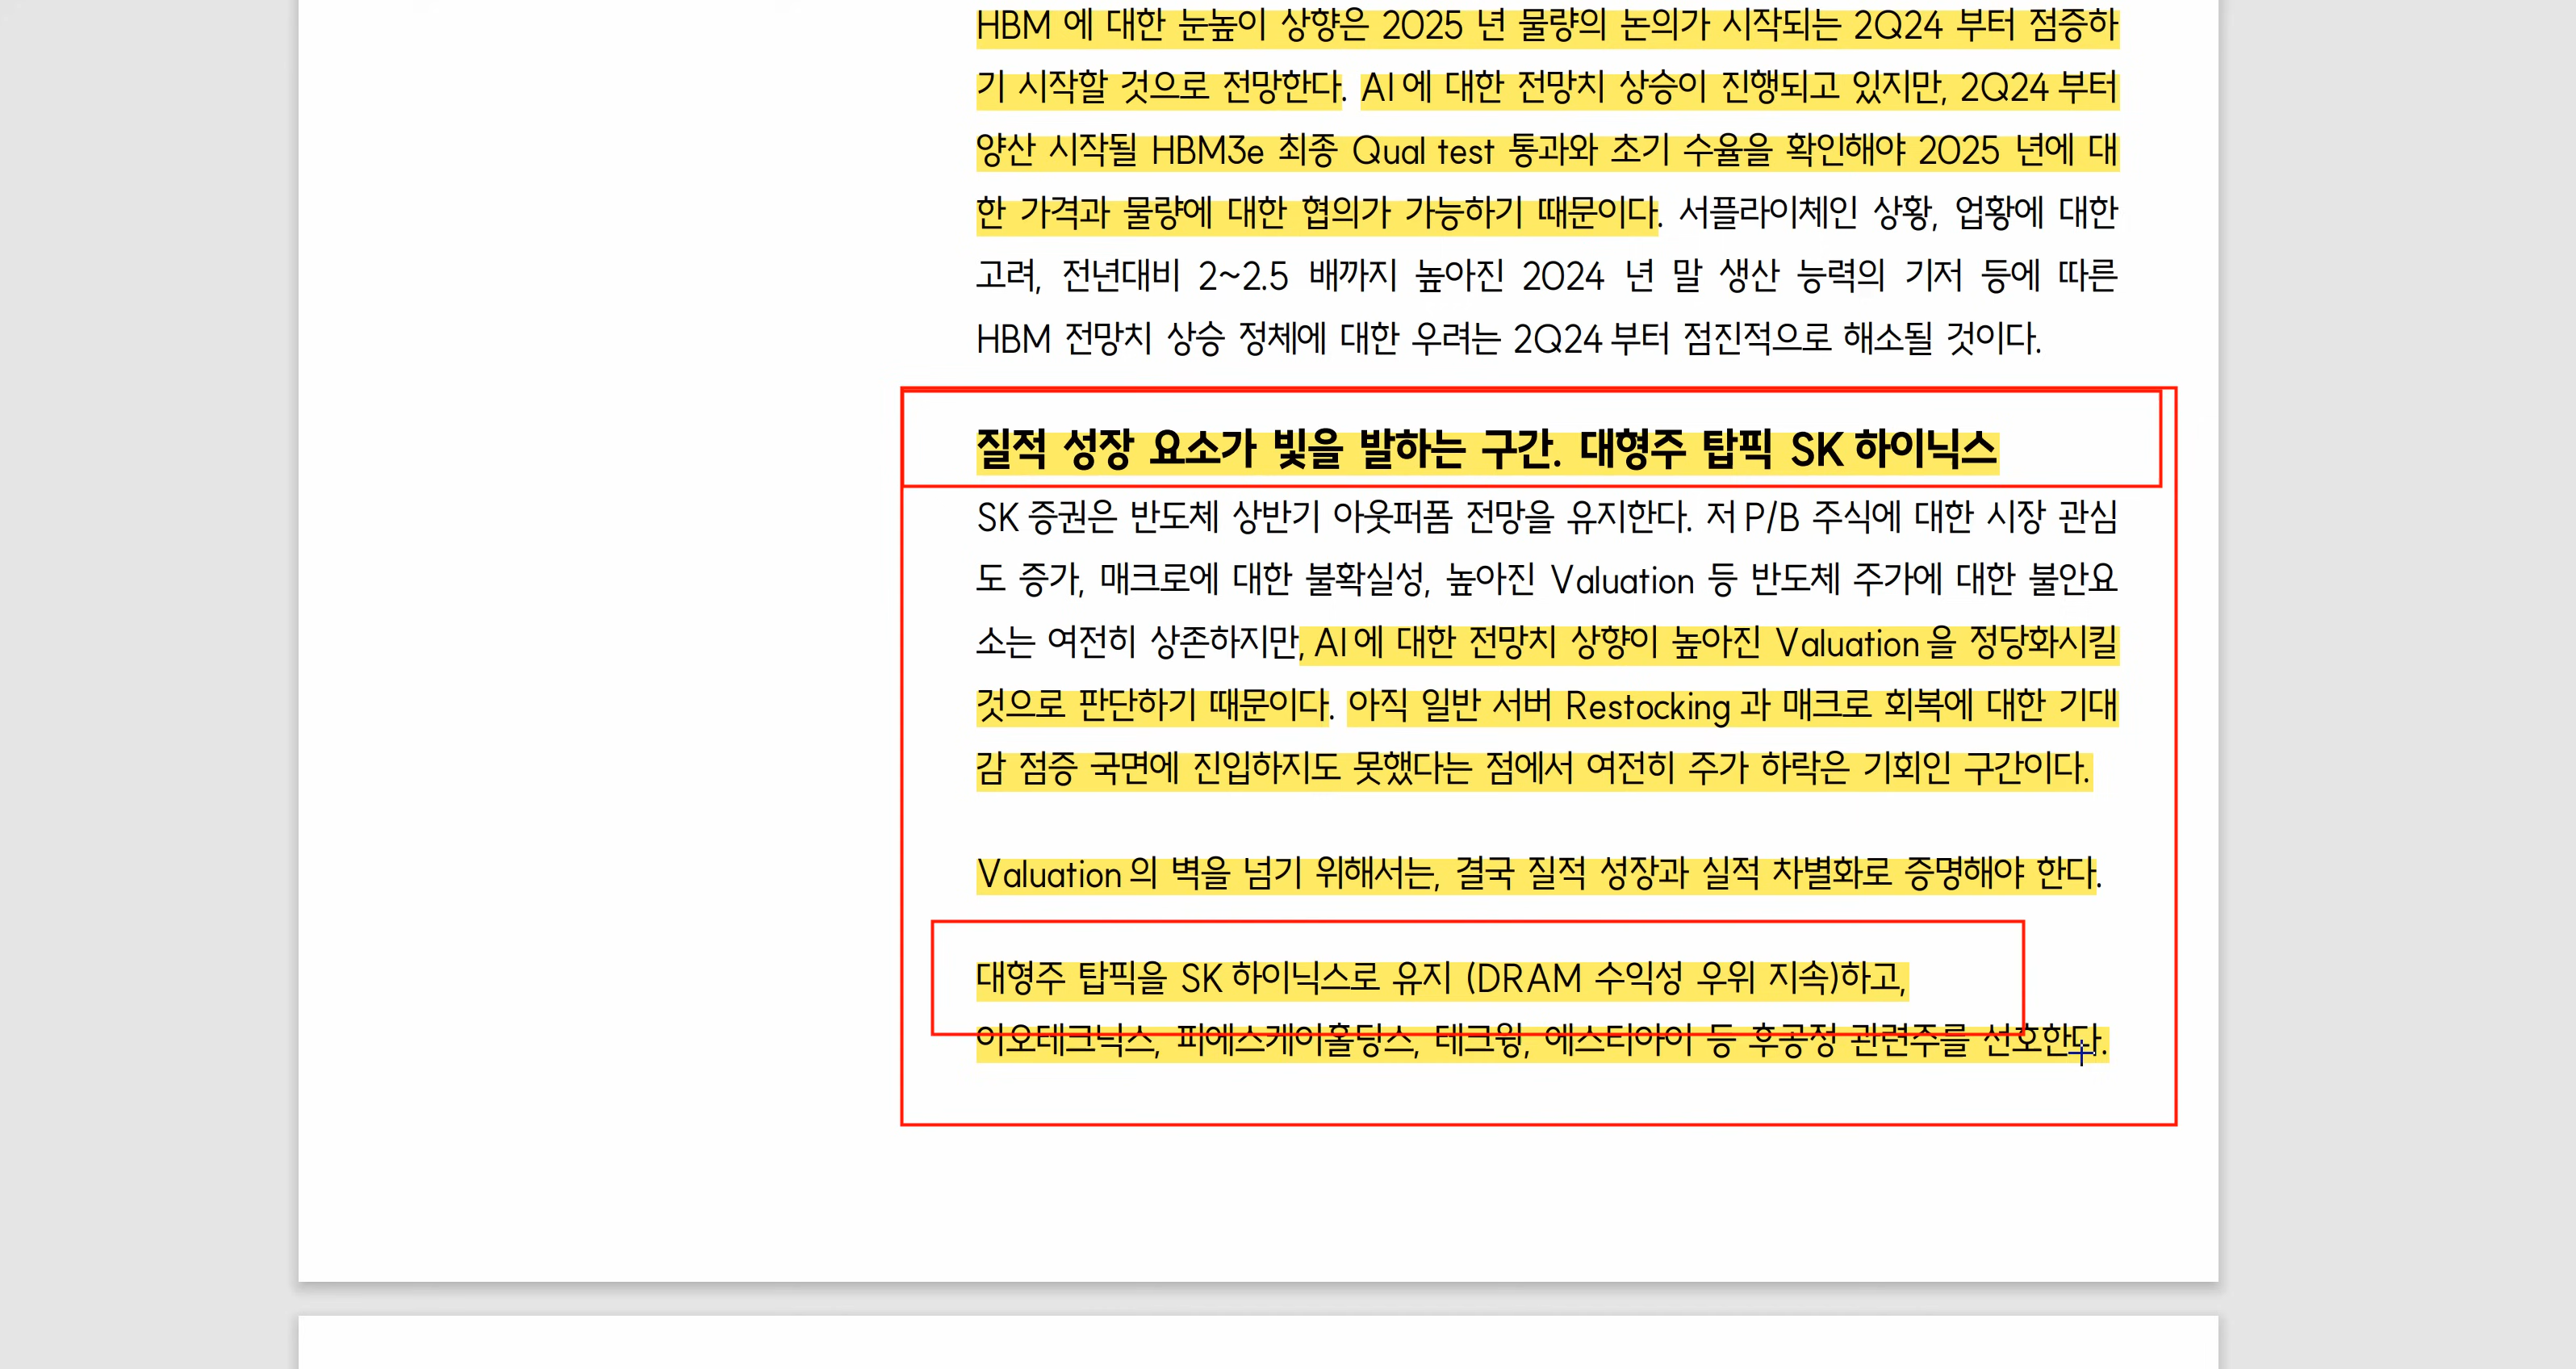 HBM 에 대한 눈높이 상향은 2025 년 물량의 논의가 시작되는 2Q24 부터 점증하
기 시작할 것으로 전망한다. AI 에 대한 전망치 상승이 진행되고 있지만, 2Q24 부터
양산 시작될 HBM3e 최종 Qual test 통과와 초기 수율을 확인해야 2025 년에 대
한 가격과 물량에 대한 협의가 가능하기 때문이다. 서플라이체인 상황, 업황에 대한
고려, 전년대비 2~2.5 배까지 높아진 2024 년 말 생산 능력의 기저 등에 따른
HBM 전망치 상승 정체에 대한 우려는 2Q24 부터 점진적으로 해소될 것이다.
질적 성장 요소가 빛을 발하는 구간. 대형주 탑픽 SK 하이닉스
SK 증권은 반도체 상반기 아웃퍼폼 전망을 유지한다. 저 P/B 주식에 대한 시장 관심
도 증가, 매크로에 대한 불확실성, 높아진 Valuation 등 반도체 주가에 대한 불안요
소는 여전히 상존하지만, AI 에 대한 전망치 상향이 높아진 Valuation 을 정당화시킬
것으로 판단하기 때문이다. 아직 일반 서버 Restocking 과 매크로 회복에 대한 기대
감 점증 국면에 진입하지도 못했다는 점에서 여전히 주가 하락은 기회인 구간이다.
Valuation 의 벽을 넘기 위해서는, 결국 질적 성장과 실적 차별화로 증명해야 한다.
대형주 탑픽을 SK 하이닉스로 유지 (DRAM 수익성 우위 지속)하고,
이오테크닉스, 피에스케이홀딩스, 테크윙, 에스티아이 등 후공정 관련주를 선호한다.